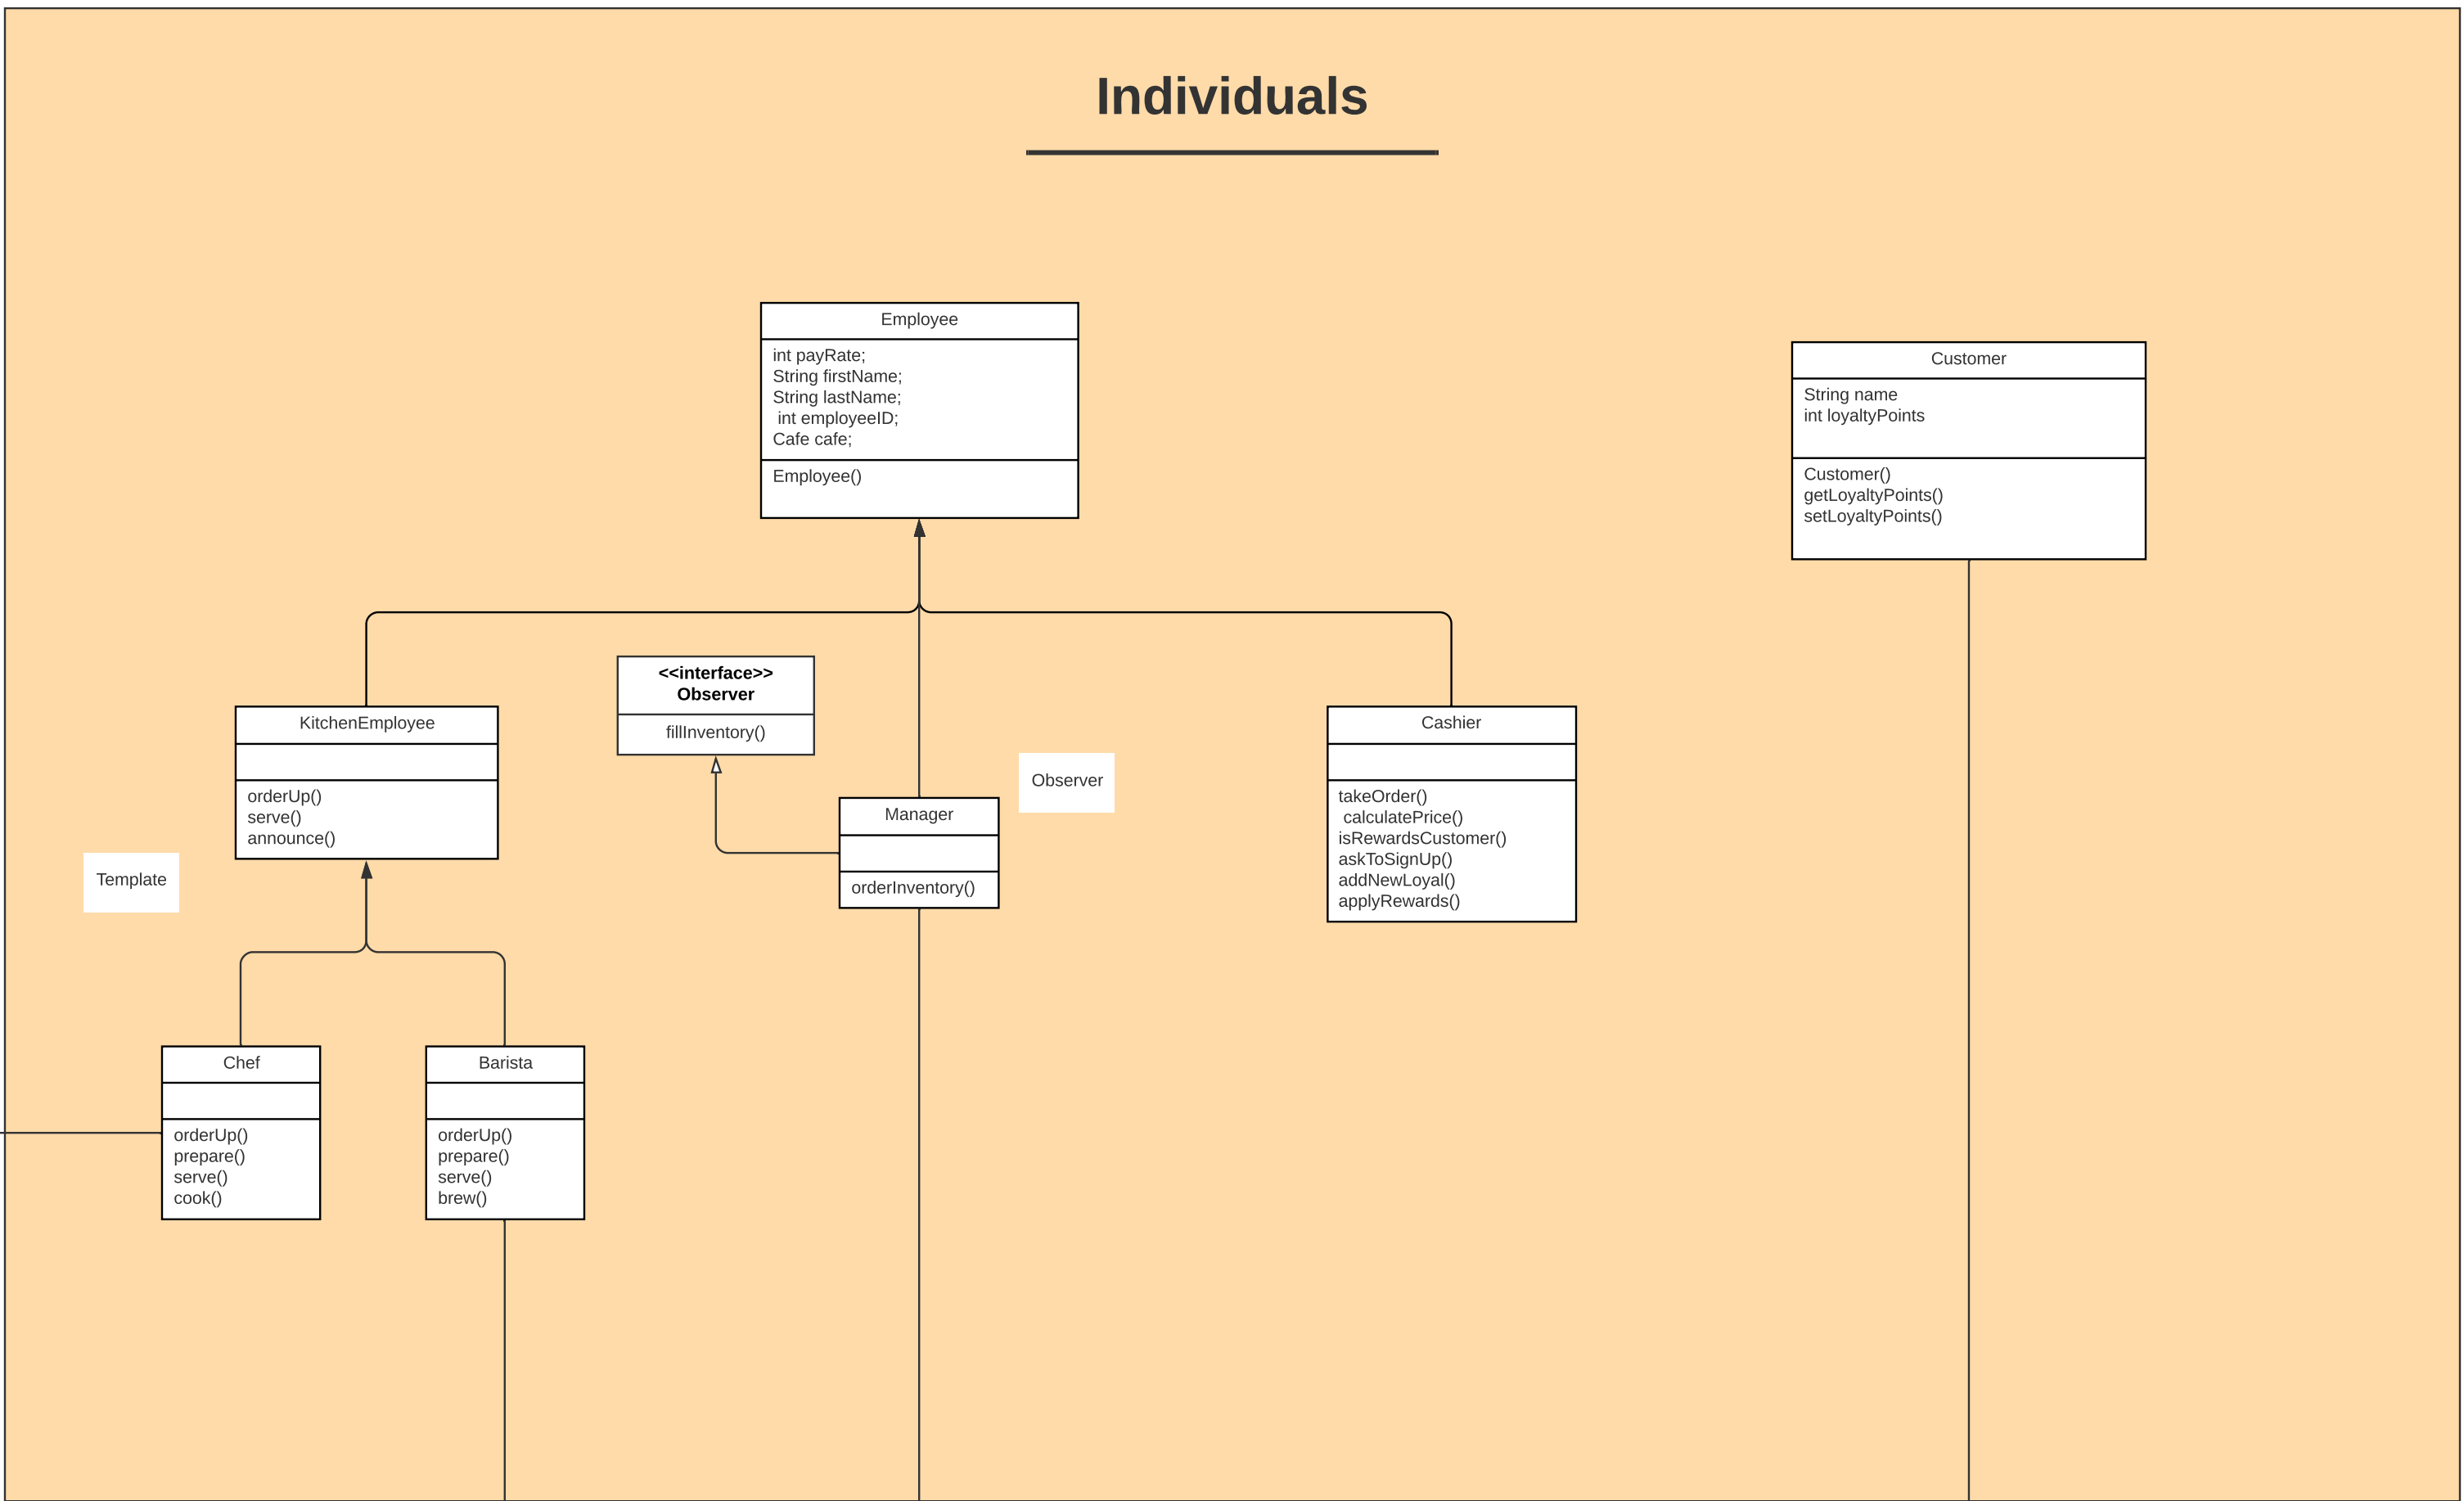 Individuals
Employee
int payRate;
String firstName;
String lastName;
int employeeID;
Cafe cafe;
Employee()
Customer
String name
int loyaltyPoints
Customer()
getLoyaltyPoints()
setLoyaltyPoints()
<<interface>>
Observer
fillInventory()
KitchenEmployee
orderUp()
serve()
announce()
Observer
Manager
orderInventory()
Cashier
takeOrder()
calculatePrice()
isRewardsCustomer()
askToSignUp()
addNewLoyal()
applyRewards()
Template
Chef
orderUp()
prepare()
serve()
cook()
Barista
orderUp()
prepare()
serve()
brew()